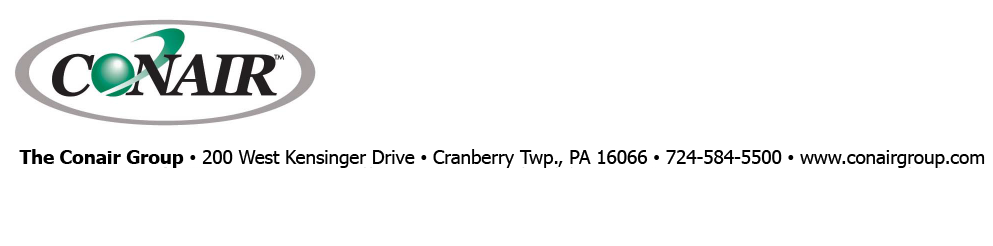 CONAIR™
The Conair Group • 200 West Kensinger Drive • Cranberry Twp., PA 16066 • 724-584-5500 • www.conairgroup.com